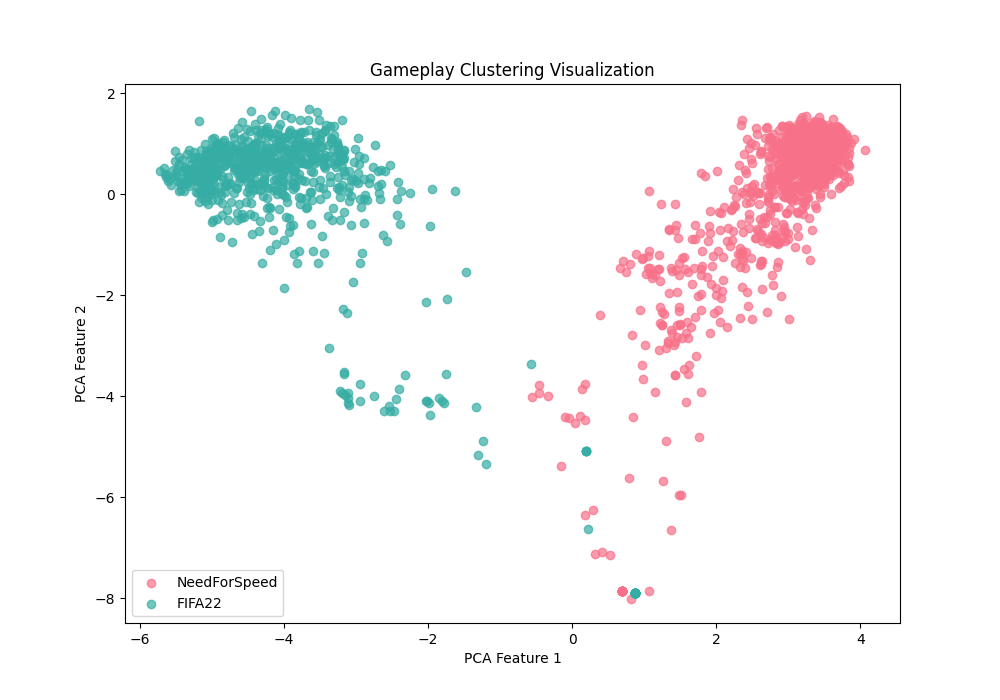 Gameplay Clustering Visualization
2
0
−2
−4
−6
−8
PCA Feature 2
NeedForSpeed
FIFA22
−6
−4
−2
0
2
4
PCA Feature 1